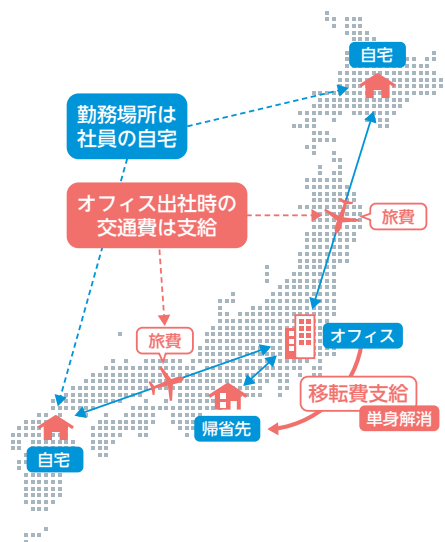 自宅
勤務場所は
社員の自宅
オフィス出社時の
交通費は支給
旅費
オフィス
旅費
移転費支給
単身解消
帰省先
自宅